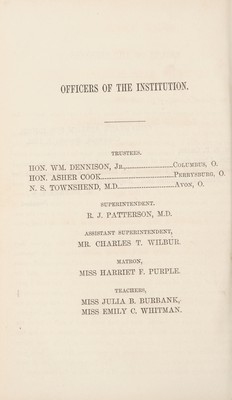 OFFICERS OF THE INSTITUTION.
TRUSTEES.
HON. WM. DENNISON, JR. COLUMBUS, O.
HON. ASHER COOK PERRYSBURG, O.
N. S. TOWNSHEND, M.D. AVON, O.
SUPERINTENDENT.
R. J. PATTERSON, M.D.
ASSISTANT SUPERINTENDENT,
MR. CHARLES T. WILBUR.
MATRON,
MISS HARRIET F. PURPLE.
TEACHERS,
MISS JULIA B. BURBANK,
MISS EMILY C. WHITMAN.